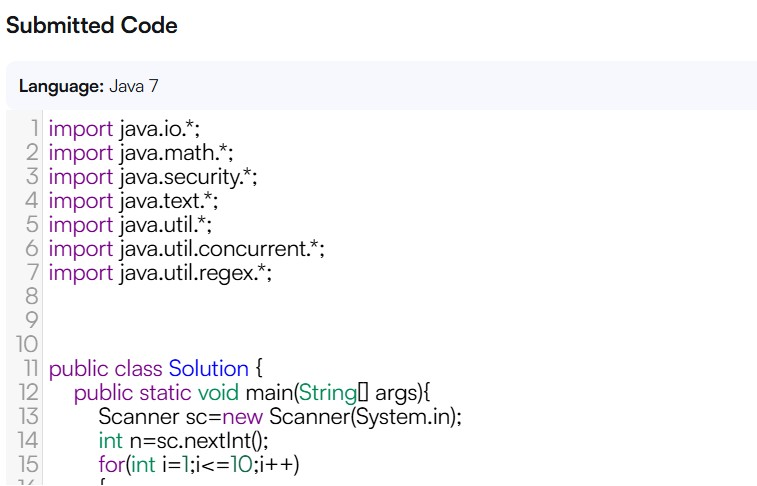 Submitted Code
Language: Java 7
1 import java.io.*;
2 import java.math.*;
3 import java.security.*;
4 import java.text.*;
5 import java.util.*;
6 import java.util.concurrent.*;
7 import java.util.regex.*;
8
9
10
11 public class Solution {
12 public static void main(String[] args){
13 Scanner sc=new Scanner(System.in);
14 int n=sc.nextInt();
15 for(int i=1;i<=10;i++)
16 {